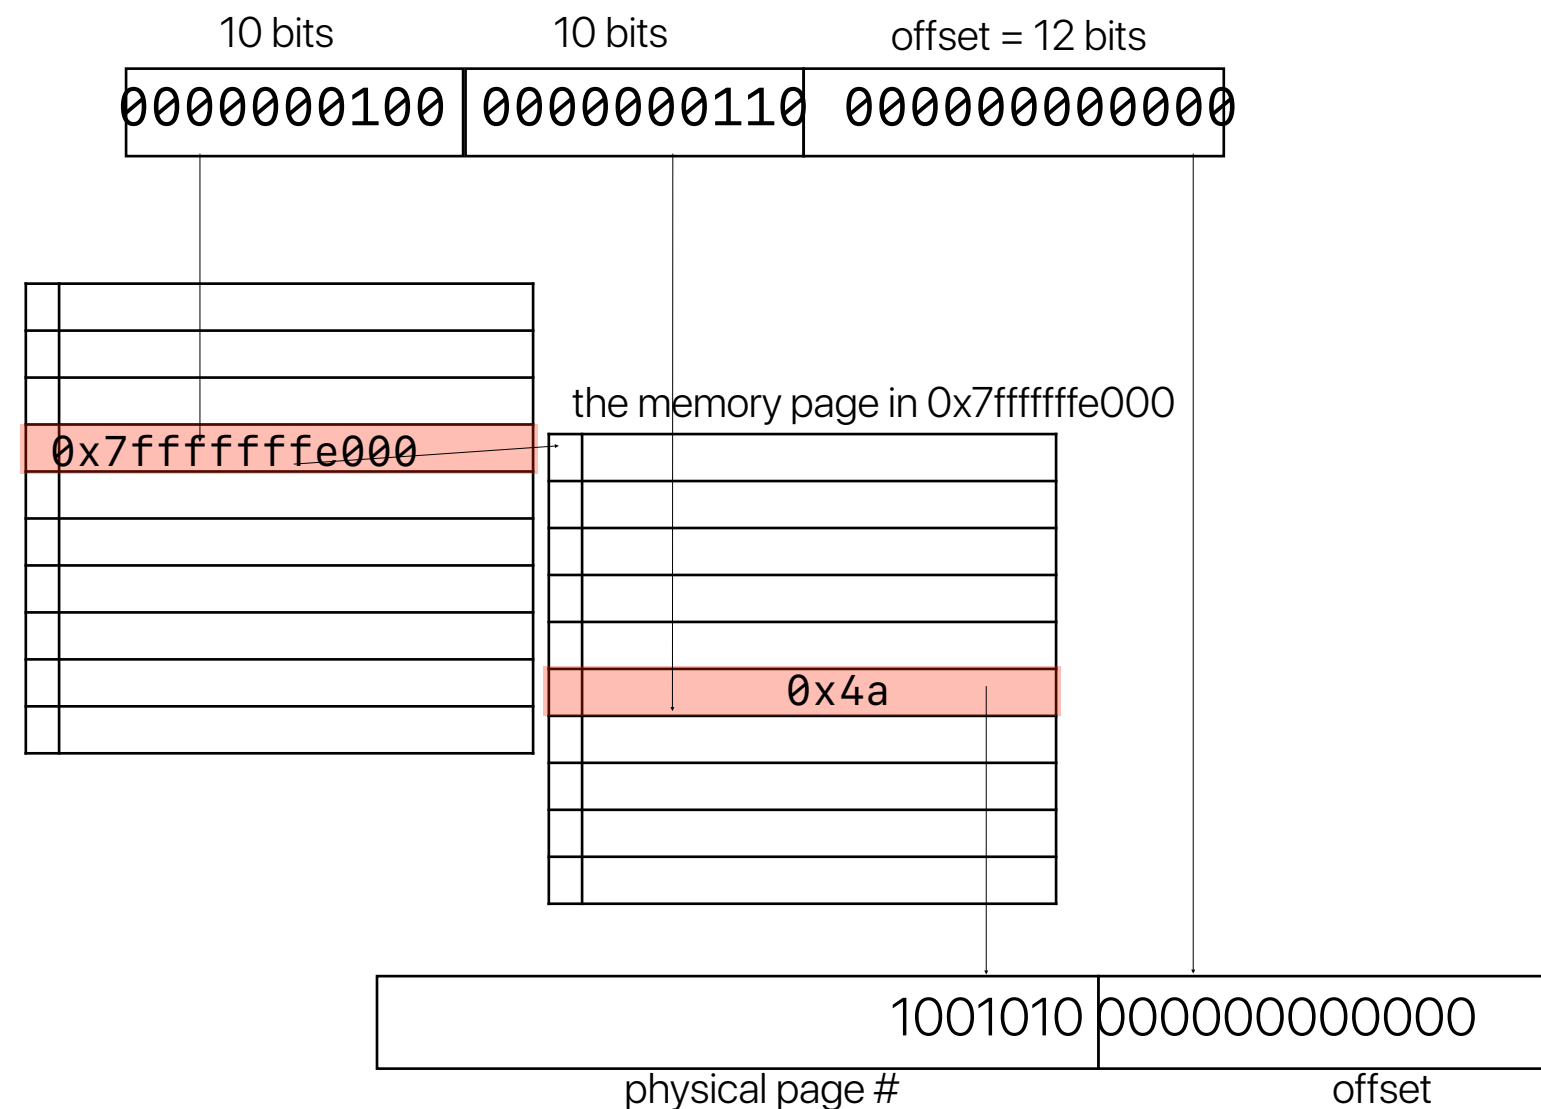 10 bits 10 bits offset = 12 bits
0000000100 0000000110 000000000000
the memory page in 0x7fffffffe000
0x7fffffffe000
0x4a
1001010 000000000000
physical page # offset